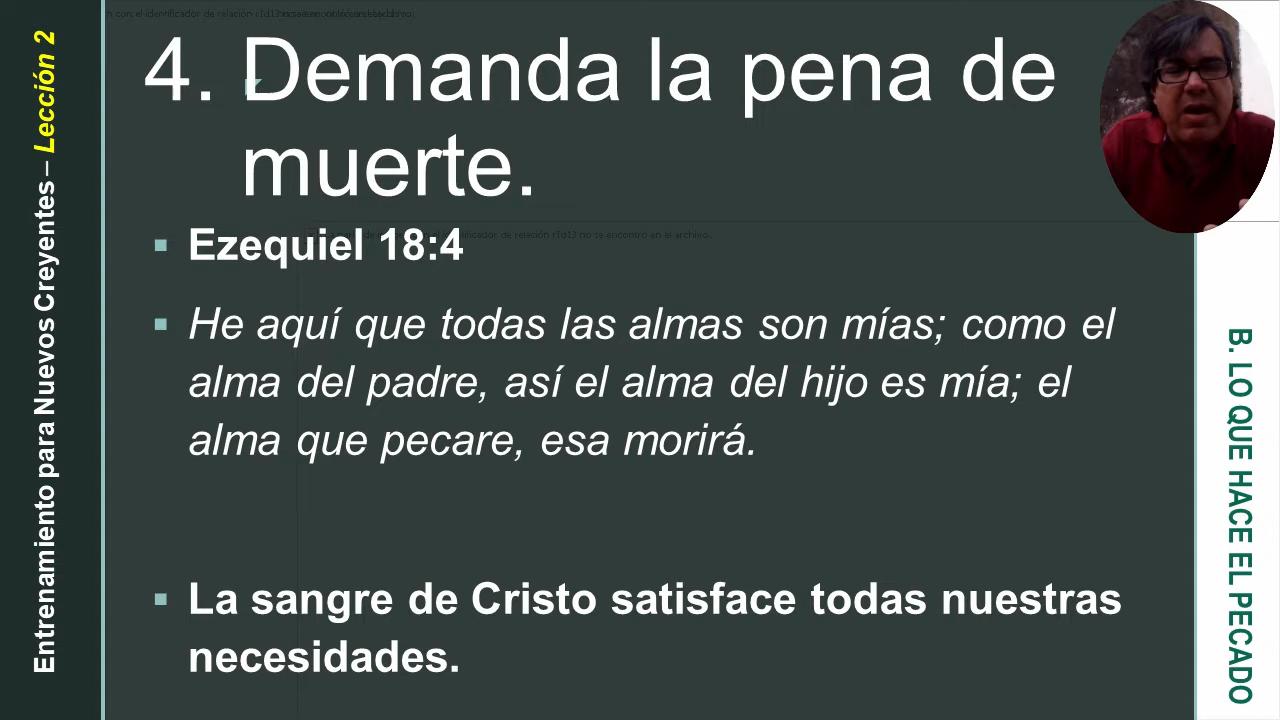 4. Demanda la pena de
muerte.
Ezequiel 18:4
He aquí que todas las almas son mías; como el
alma del padre, así el alma del hijo es mía; el
alma que pecare, esa morirá.
La sangre de Cristo satisface todas nuestras
necesidades.
Entrenamiento para Nuevos Creyentes – Lección 2
B. LO QUE HACE EL PECADO